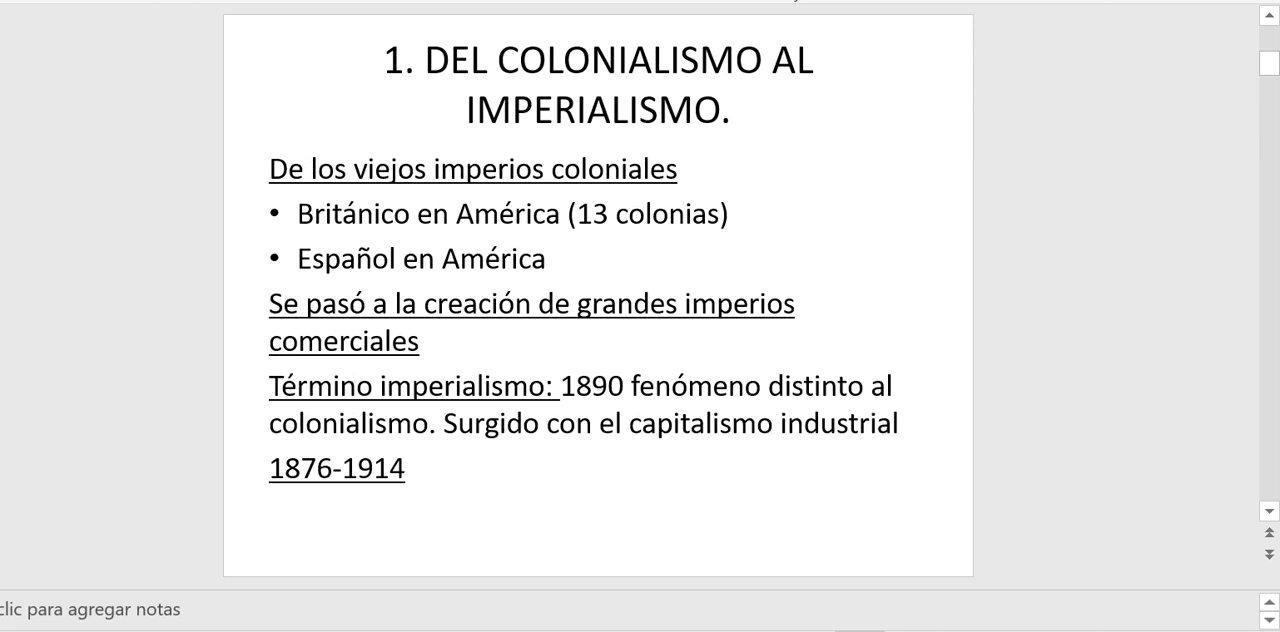 1. DEL COLONIALISMO AL
IMPERIALISMO.
De los viejos imperios coloniales
• Británico en América (13 colonias)
• Español en América
Se pasó a la creación de grandes imperios
comerciales
Término imperialismo: 1890 fenómeno distinto al
colonialismo. Surgido con el capitalismo industrial
1876-1914
clic para agregar notas